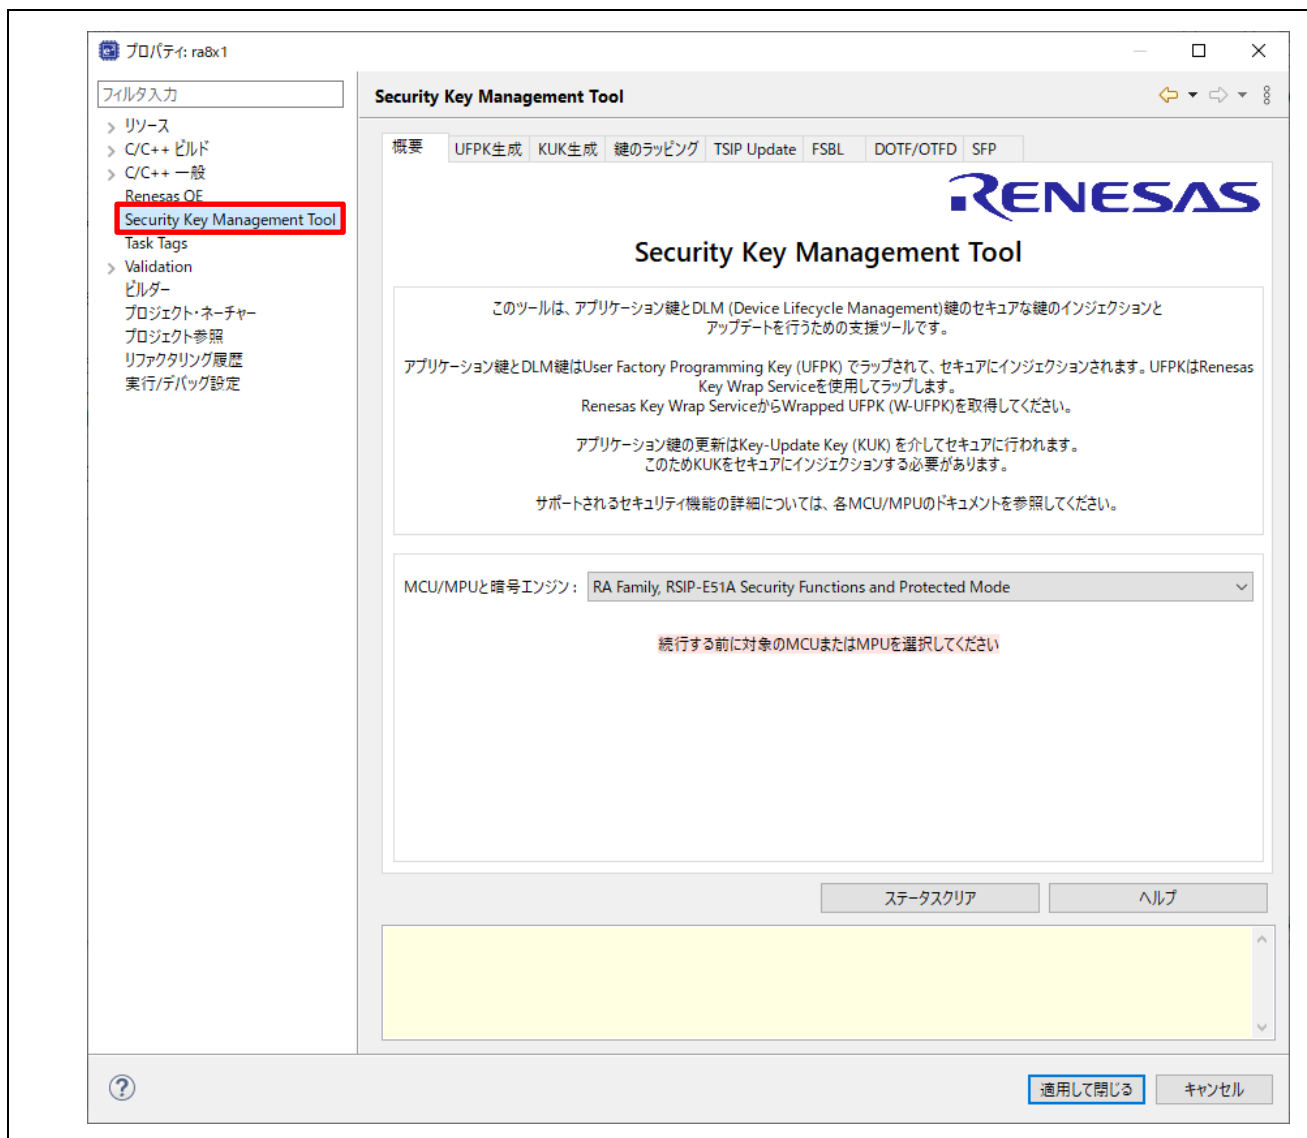 プロパティ: ra8x1
フィルタ入力
リソース
C/C++ ビルド
C/C++ 一般
Renesas QE
Security Key Management Tool
Task Tags
Validation
ビルダー
プロジェクト・ネーチャー
プロジェクト参照
リファクタリング履歴
実行/デバッグ設定
Security Key Management Tool
概要 UFPK生成 KUK生成 鍵のラッピング TSIP Update FSBL DOTF/OTFD SFP
RENESAS
Security Key Management Tool
このツールは、アプリケーション鍵とDLM (Device Lifecycle Management)鍵のセキュアな鍵のインジェクションと
アップデートを行うための支援ツールです。
アプリケーション鍵とDLM鍵はUser Factory Programming Key (UFPK) でラップされて、セキュアにインジェクションされます。UFPKはRenesas
Key Wrap Serviceを使用してラップします。
Renesas Key Wrap ServiceからWrapped UFPK (W-UFPK)を取得してください。
アプリケーション鍵の更新はKey-Update Key (KUK) を介してセキュアに行われます。
このためKUKをセキュアにインジェクションする必要があります。
サポートされるセキュリティ機能の詳細については、各MCU/MPUのドキュメントを参照してください。
MCU/MPUと暗号エンジン : RA Family, RSIP-E51A Security Functions and Protected Mode
続行する前に対象のMCUまたはMPUを選択してください
ステータスクリア ヘルプ
適用して閉じる キャンセル